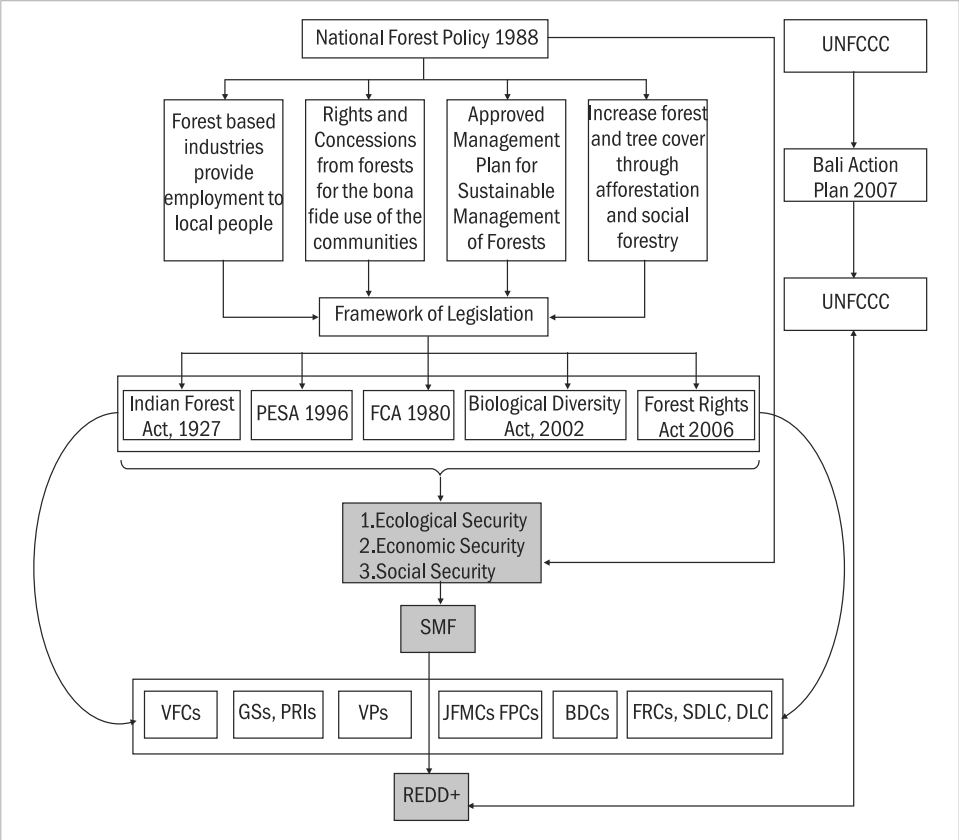 National Forest Policy 1988
UNFCCC
Forest based
industries
provide
employment to
local people
Rights and
Concessions
from forests
for the bona
fide use of the
communities
Approved
Management
Plan for
Sustainable
Management
of Forests
Increase forest
and tree cover
through
afforestation
and social
forestry
Bali Action
Plan 2007
UNFCCC
Framework of Legislation
Indian Forest
Act, 1927
PESA 1996
FCA 1980
Biological Diversity
Act, 2002
Forest Rights
Act 2006
1.Ecological Security
2.Economic Security
3.Social Security
SMF
VFCs
GSs, PRIs
VPs
JFMCs FPCs
BDCs
FRCs, SDLC, DLC
REDD+